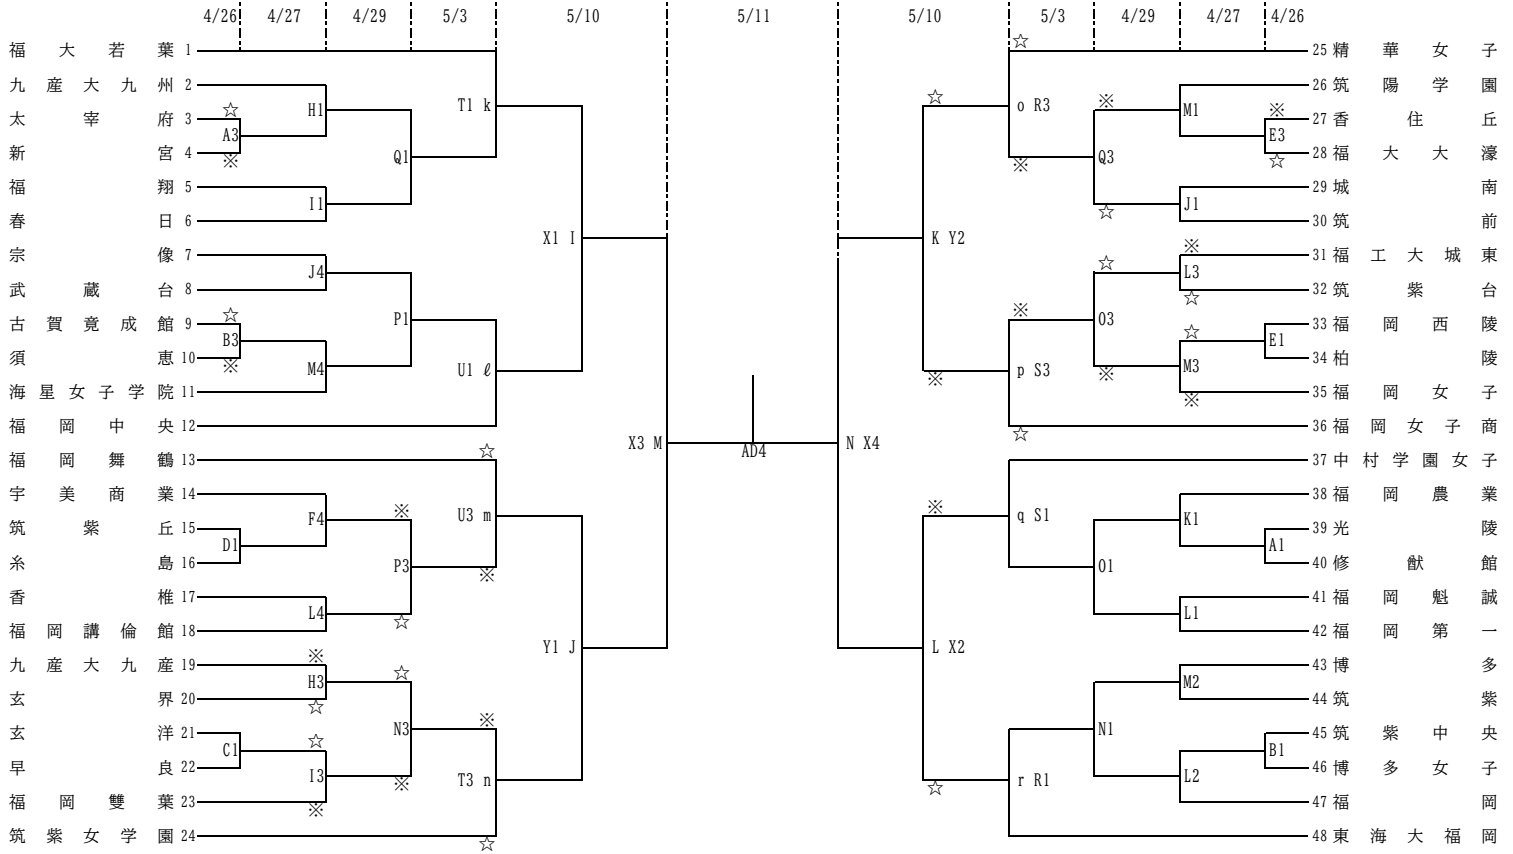 4/26 4/27 4/29 5/3 5/10 5/11 5/10 5/3 4/29 4/27 4/26
福大若葉 1 ☆ 25 精華女子
九産大九州 2 26 筑陽学園
T1 k ☆ o R3 ※
H1 M1 ※
太宰府 3 ☆ 27 香住丘
A3 E3
新宮 4 28 福大大濠
※ Q1 ※ Q3 ☆
福翔 5 29 城南
I1 ☆ J1
春日 6 30 筑前
X1 I K Y2
宗像 7 ※ 31 福工大城東
J4 ☆ L3
武蔵台 8 32 筑紫台
☆ ※ ☆
古賀竟成館 9 33 福岡西陵
P1 O3 ☆
B3 E1
須恵 10 34 柏陵
※ M4 U1 ℓ ※ p S3 ※ M3
海星女子学院 11 35 福岡女子
※
福岡中央 12 36 福岡女子商
☆
X3 M AD4 N X4
☆
福岡舞鶴 13 37 中村学園女子
宇美商業 14 38 福岡農業
※ U3 m ※ q S1
F4 K1
筑紫丘 15 39 光陵
D1 A1
糸島 16 40 修猷館
P3 ※ O1
香椎 17 41 福岡魁誠
L4 ☆ L1
福岡講倫館 18 42 福岡第一
Y1 J L X2
※
九産大九産 19 43 博多
H3 ☆ M2
玄界 20 44 筑紫
☆ ※
玄洋 21 45 筑紫中央
N3 N1
C1 ☆ B1
早良 22 46 博多女子
I3 ※ T3 n ☆ r R1 L2
福岡雙葉 23 47 福岡
※
筑紫女学園 24 48 東海大福岡
☆